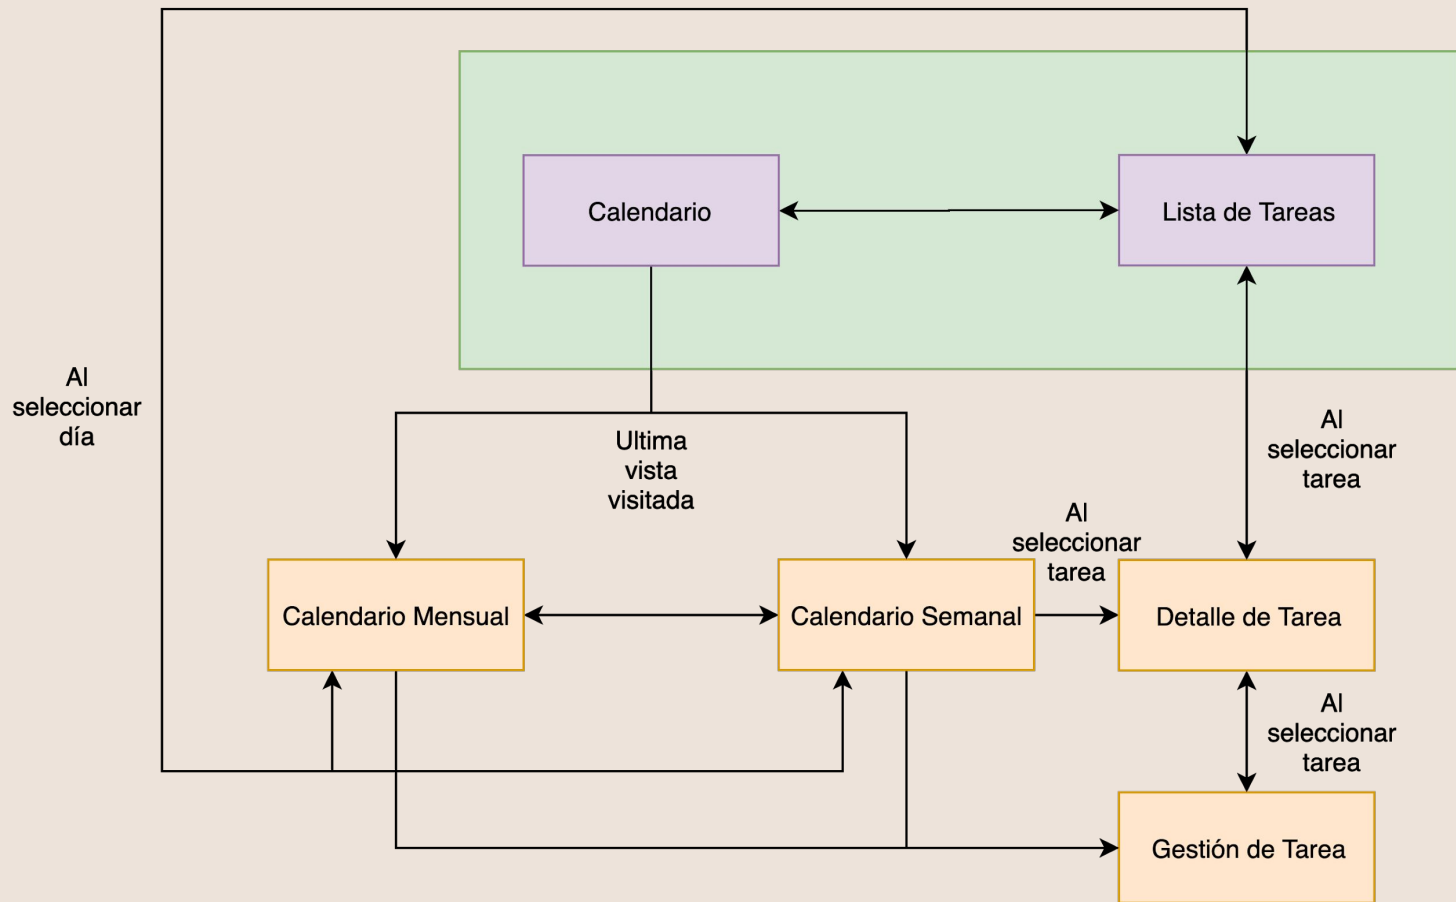 Calendario
Lista de Tareas
Al
seleccionar
día
Ultima
vista
visitada
Al
seleccionar
tarea
Al
seleccionar
tarea
Calendario Mensual
Calendario Semanal
Detalle de Tarea
Al
seleccionar
tarea
Gestión de Tarea